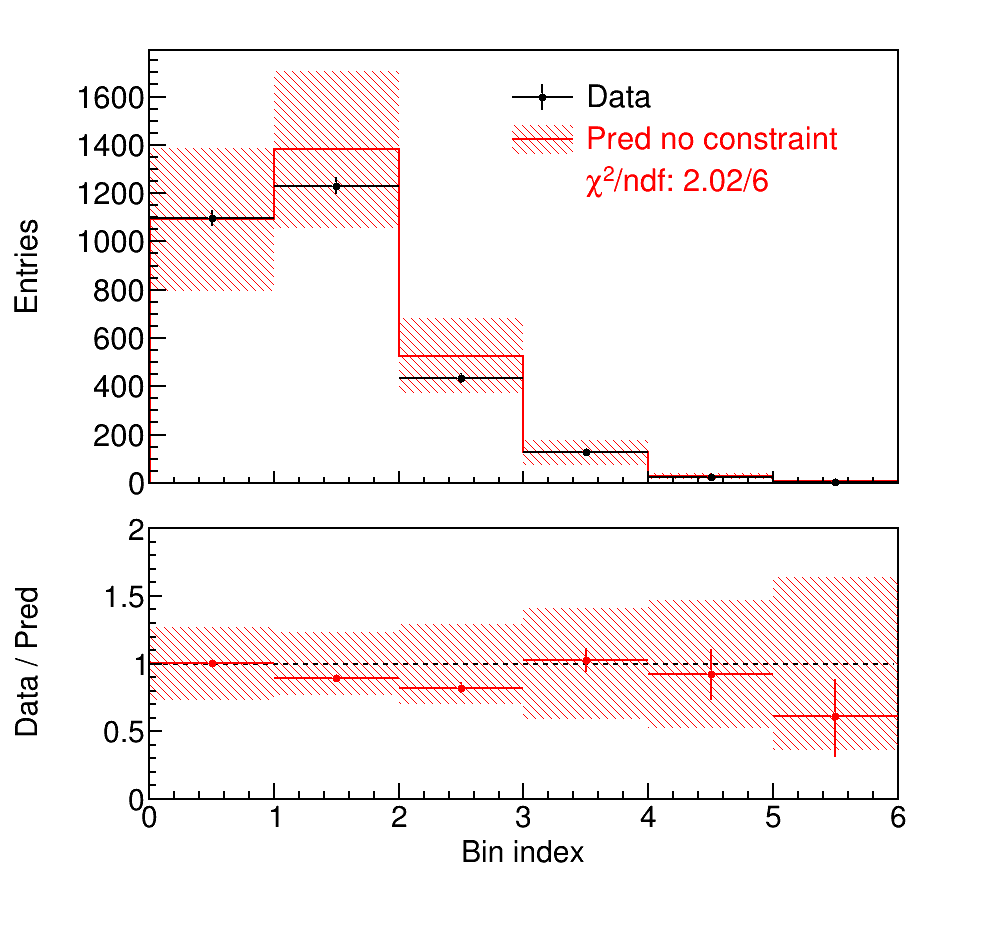 1600
1400
1200
1000
800
600
400
200
0
Entries
Data
Pred no constraint
χ²/ndf: 2.02/6
2
1.5
1
0.5
0
Data / Pred
0 1 2 3 4 5 6
Bin index